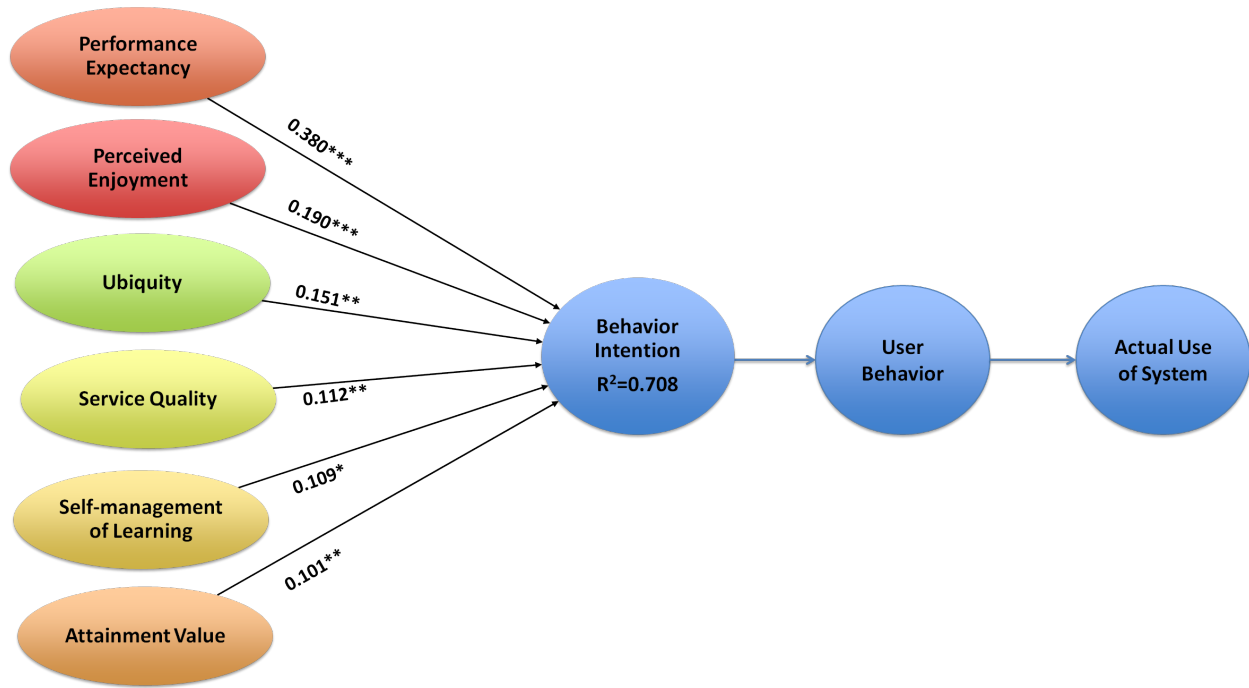 Performance
Expectancy
0.380***
Perceived
Enjoyment
0.190***
Ubiquity
0.151**
Service Quality
0.112**
Self-management
of Learning
0.109*
Attainment Value
0.101**
Behavior
Intention
R²=0.708
User
Behavior
Actual Use
of System